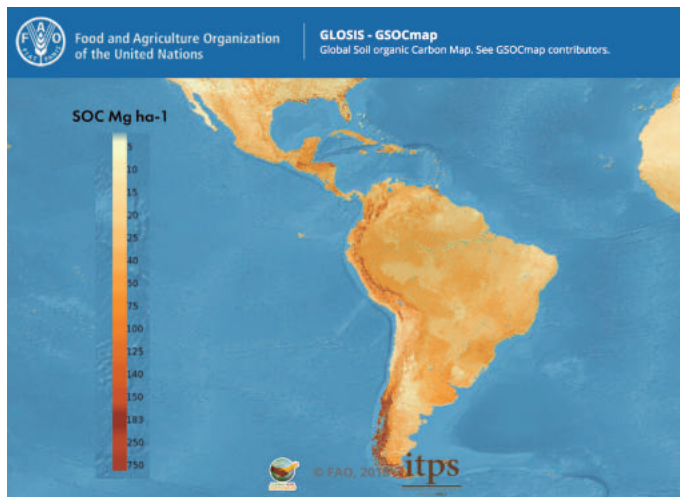 Food and Agriculture Organization
of the United Nations
GLOSIS - GSOCmap
Global Soil organic Carbon Map. See GSOCmap contributors.
SOC Mg ha-1
5
10
15
20
25
40
50
75
100
125
140
150
183
250
750
© FAO, 201
itps